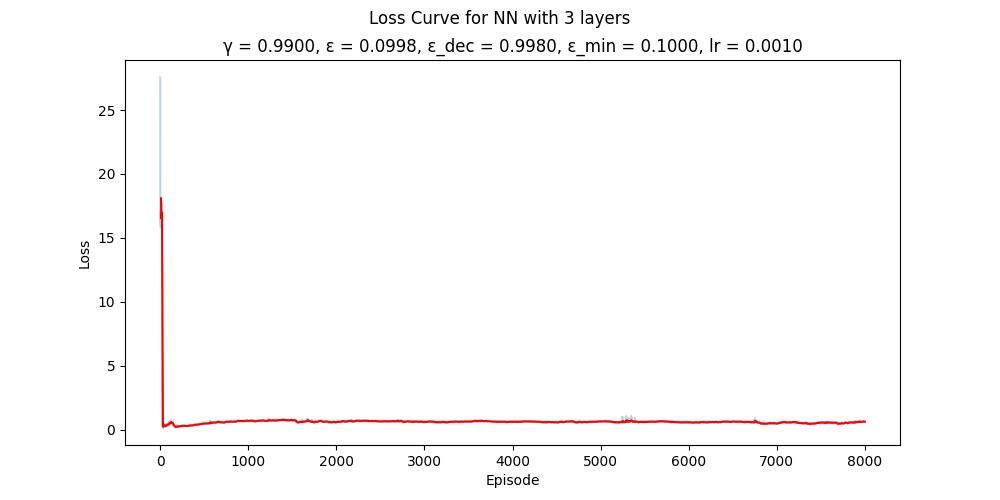 Loss Curve for NN with 3 layers
γ = 0.9900, ε = 0.0998, ε_dec = 0.9980, ε_min = 0.1000, lr = 0.0010
25
20
15
10
5
0
Loss
0 1000 2000 3000 4000 5000 6000 7000 8000
Episode